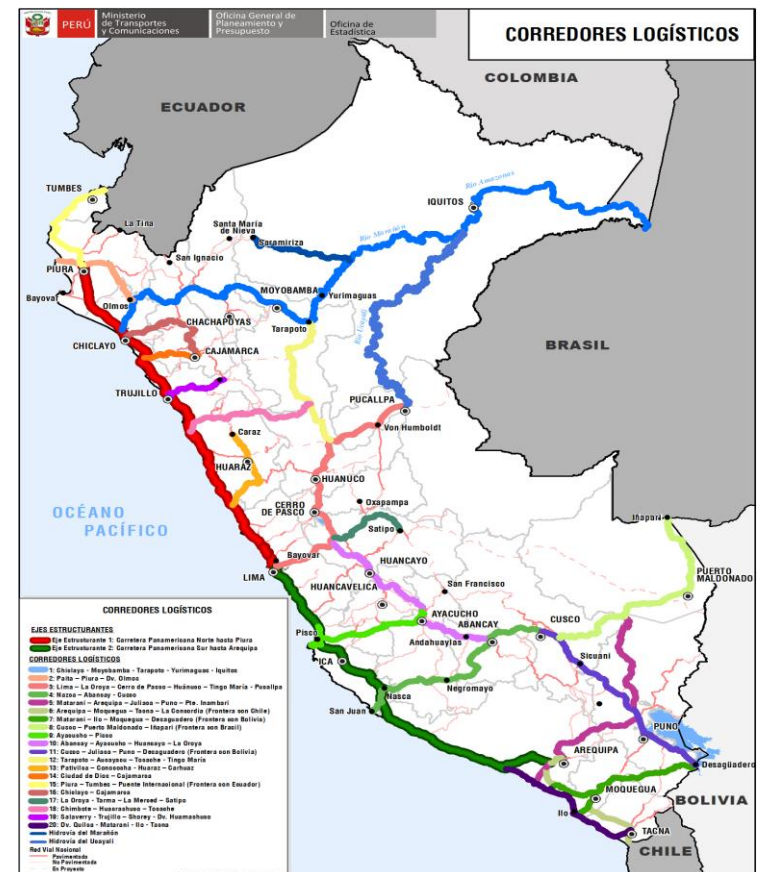 PERÚ
Ministerio
de Transportes
y Comunicaciones
Oficina General de
Planeamiento y
Presupuesto
Oficina de
Estadística
CORREDORES LOGÍSTICOS
COLOMBIA
ECUADOR
Río Amazonas
TUMBES
IQUITOS
La Tina
Santa María
de Nieva
Río Marañón
Saramiriza
San Ignacio
PIURA
MOYOBAMBA
Yurimaguas
Bayovar
Olmos
CHACHAPOYAS
Tarapoto
Río Ucayali
BRASIL
CHICLAYO
CAJAMARCA
TRUJILLO
PUCALLPA
Caraz
Von Humboldt
HUARAZ
HUANUCO
OCÉANO
PACÍFICO
CERRO
DE PASCO
Oxapampa
Satipo
Iñapari
Bayovar
LIMA
HUANCAYO
PUERTO
MALDONADO
HUANCAVELICA
San Francisco
AYACUCHO
ABANCAY
CUSCO
Pisco
Andahuaylas
Sicuani
ICA
Negromayo
Nasca
San Juan
PUNO
AREQUIPA
Desagüadero
MOQUEGUA
Ilo
BOLIVIA
TACNA
CHILE
CORREDORES LOGÍSTICOS
EJES ESTRUCTURANTES
Eje Estructurante 1: Carretera Panamericana Norte hasta Piura
Eje Estructurante 2: Carretera Panamericana Sur hasta Arequipa
CORREDORES LOGÍSTICOS
1: Chiclayo - Moyobamba - Tarapoto - Yurimaguas - Iquitos
2: Paita - Piura - Dv. Olmos
3: Lima - La Oroya - Cerro de Pasco - Huánuco - Tingo María - Pucallpa
4: Nazca - Abancay - Cusco
5: Matarani - Arequipa - Juliaca - Puno - Pte. Inambari
6: Arequipa - Moquegua - Tacna - La Concordia (Frontera con Chile)
7: Matarani - Ilo - Moquegua - Desaguadero (Frontera con Bolivia)
8: Cusco - Puerto Maldonado - Iñapari (Frontera con Brasil)
9: Ayacucho - Pisco
10: Abancay - Ayacucho - Huancayo - La Oroya
11: Cusco - Juliaca - Puno - Desaguadero (Frontera con Bolivia)
12: Tarapoto - Aucayacu - Tocache - Tingo María
13: Pativilca - Conococha - Huaraz - Carhuaz
14: Ciudad de Dios - Cajamarca
15: Piura - Tumbes - Puente Internacional (Frontera con Ecuador)
16: Chiclayo - Cajamarca
17: La Oroya - Tarma - La Merced - Satipo
18: Chimbote - Huacrachuco - Tocache
19: Salaverry - Trujillo - Shorey - Dv. Huamachuco
20: Dv. Quilca - Matarani - Ilo - Tacna
Hidrovía del Marañón
Hidrovía del Ucayali
Red Vial Nacional
Pavimentada
No Pavimentada
En Proyecto